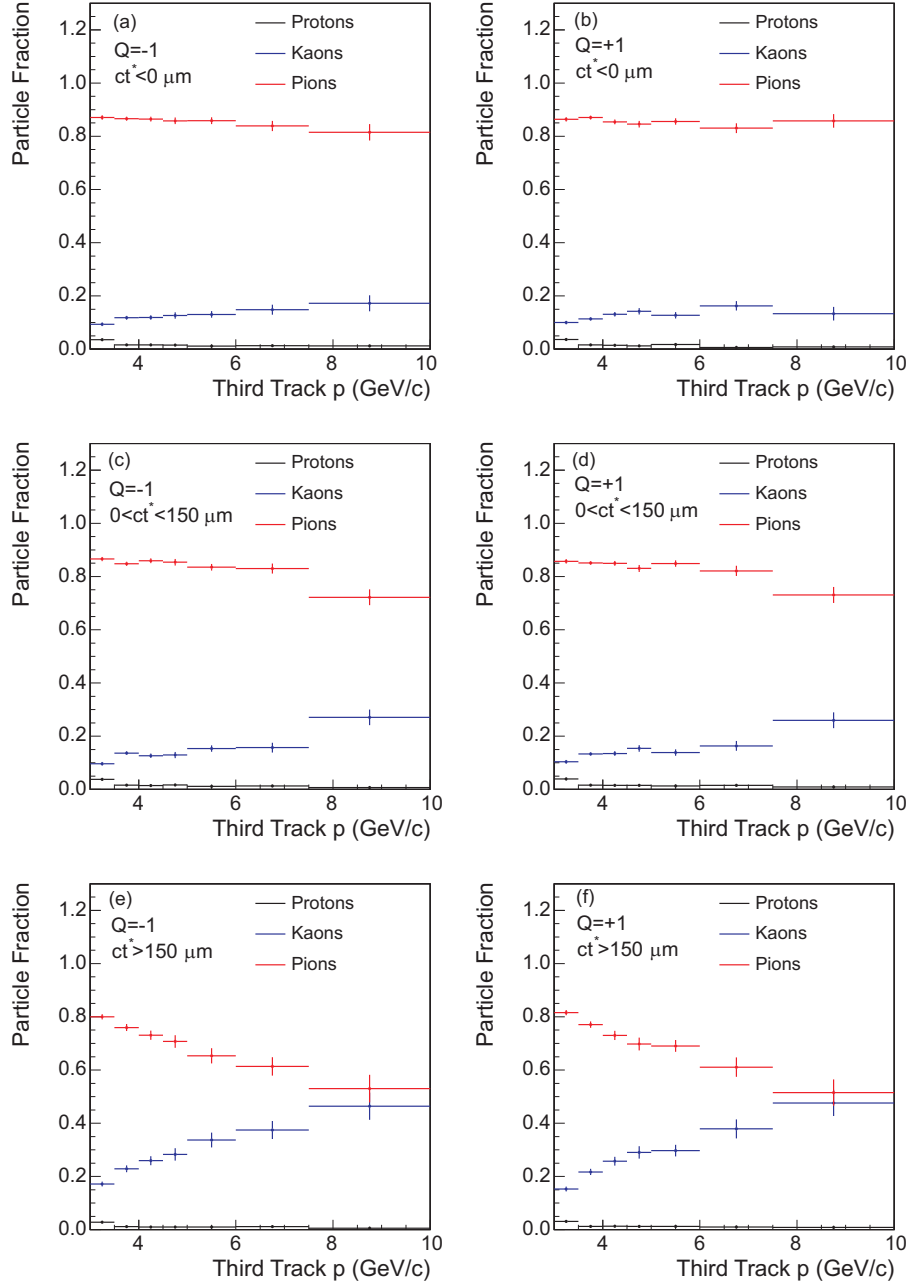 (a)
Q=-1
ct*<0 μm
Protons
Kaons
Pions
Particle Fraction
1.2
1.0
0.8
0.6
0.4
0.2
0.0
4 6 8 10
Third Track p (GeV/c)
(b)
Q=+1
ct*<0 μm
Protons
Kaons
Pions
Particle Fraction
1.2
1.0
0.8
0.6
0.4
0.2
0.0
4 6 8 10
Third Track p (GeV/c)
(c)
Q=-1
0<ct*<150 μm
Protons
Kaons
Pions
Particle Fraction
1.2
1.0
0.8
0.6
0.4
0.2
0.0
4 6 8 10
Third Track p (GeV/c)
(d)
Q=+1
0<ct*<150 μm
Protons
Kaons
Pions
Particle Fraction
1.2
1.0
0.8
0.6
0.4
0.2
0.0
4 6 8 10
Third Track p (GeV/c)
(e)
Q=-1
ct*>150 μm
Protons
Kaons
Pions
Particle Fraction
1.2
1.0
0.8
0.6
0.4
0.2
0.0
4 6 8 10
Third Track p (GeV/c)
(f)
Q=+1
ct*>150 μm
Protons
Kaons
Pions
Particle Fraction
1.2
1.0
0.8
0.6
0.4
0.2
0.0
4 6 8 10
Third Track p (GeV/c)